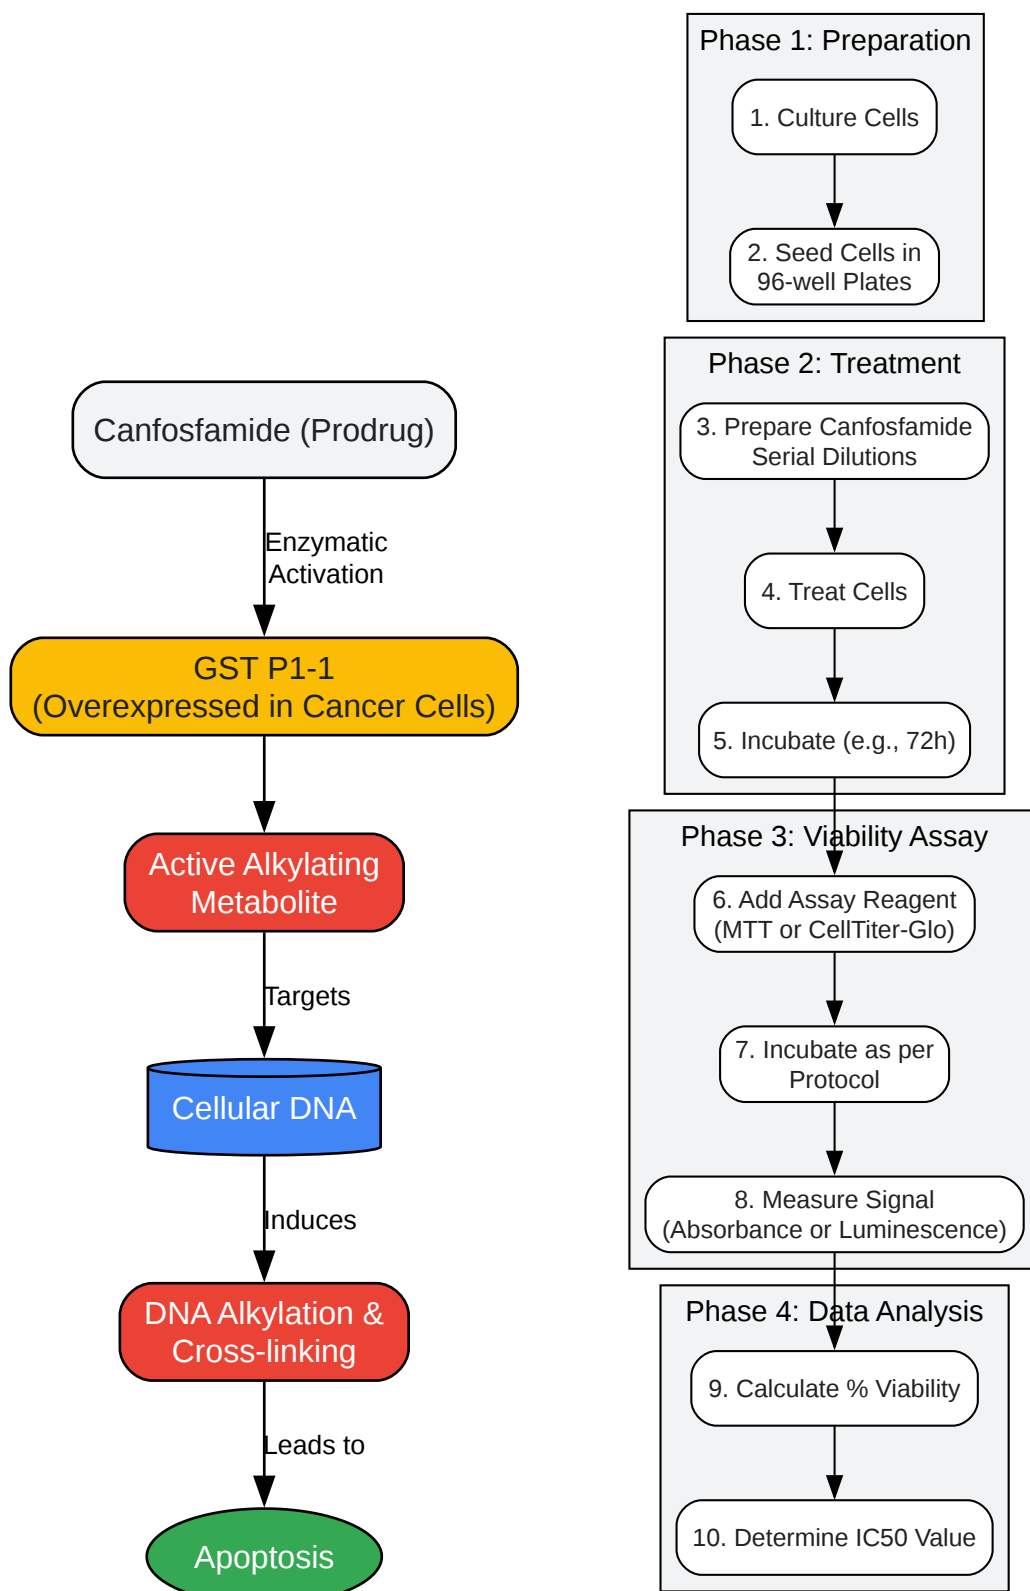 Canfosfamide (Prodrug)
Enzymatic
Activation
GST P1-1
(Overexpressed in Cancer Cells)
Active Alkylating
Metabolite
Targets
Cellular DNA
Induces
DNA Alkylation &
Cross-linking
Leads to
Apoptosis
Phase 1: Preparation
1. Culture Cells
2. Seed Cells in
96-well Plates
Phase 2: Treatment
3. Prepare Canfosfamide
Serial Dilutions
4. Treat Cells
5. Incubate (e.g., 72h)
Phase 3: Viability Assay
6. Add Assay Reagent
(MTT or CellTiter-Glo)
7. Incubate as per
Protocol
8. Measure Signal
(Absorbance or Luminescence)
Phase 4: Data Analysis
9. Calculate % Viability
10. Determine IC50 Value